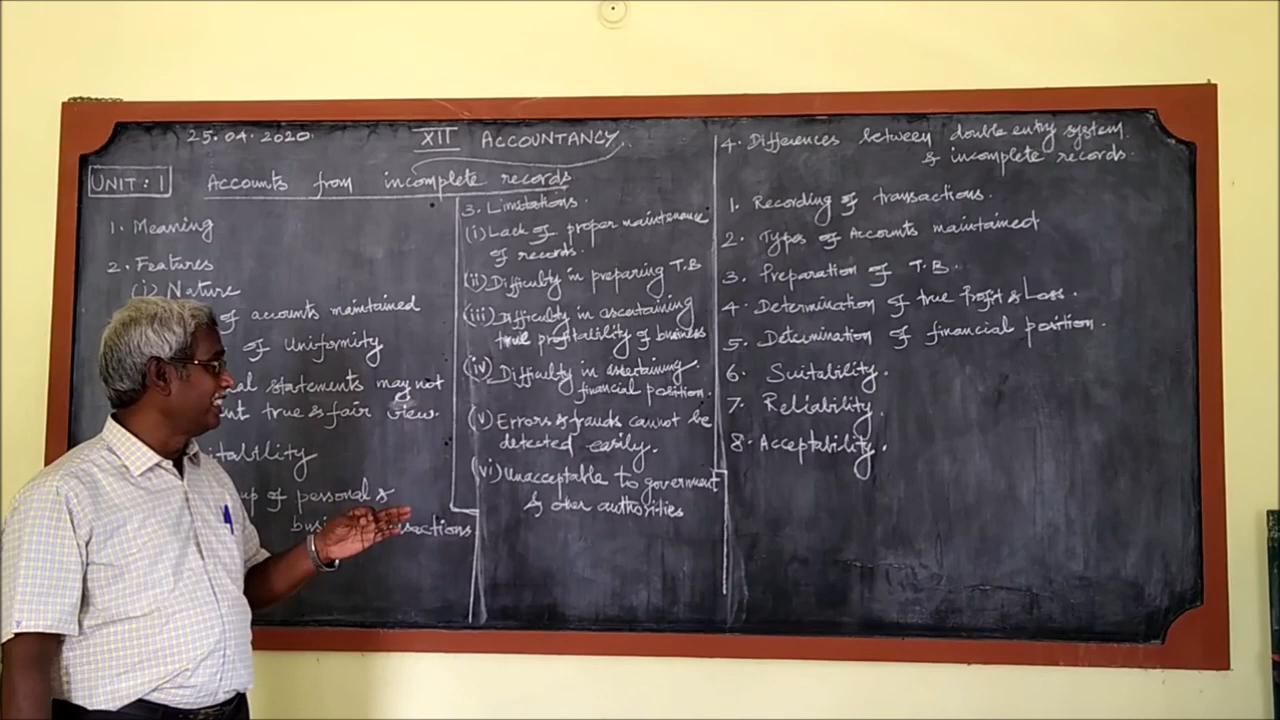 25.04.2020
XII ACCOUNTANCY
UNIT : 1
Accounts from incomplete records
1. Meaning
2. Features
(i) Nature
of accounts maintained
of uniformity
statements may not
true & fair view.
of personal &
3. Limitations.
(i) Lack of proper maintenance
of records.
(ii) Difficulty in preparing T.B
(iii) Difficulty in ascertaining
true profitability of business
(iv) Difficulty in ascertaining
financial position.
(v) Errors & frauds cannot be
detected easily.
(vi) Unacceptable to government
& other authorities
4. Differences between double entry system
& incomplete records.
1. Recording of transactions.
2. Types of Accounts maintained
3. Preparation of T.B.
4. Determination of true Profit & Loss.
5. Determination of financial position.
6. Suitability.
7. Reliability.
8. Acceptability.